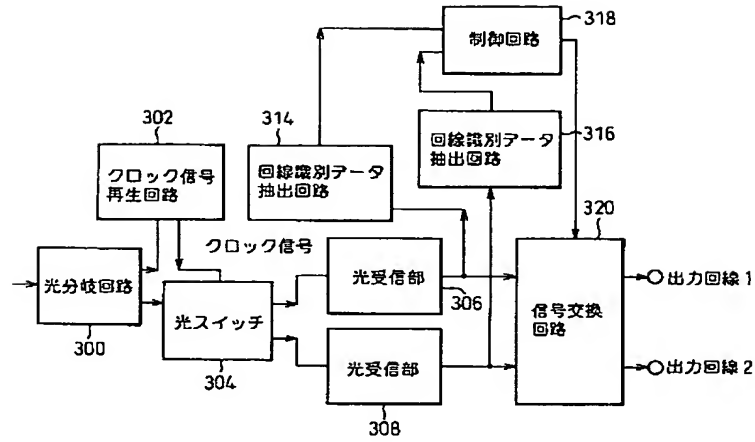 318
制御回路
302
314
回線識別データ
抽出回路
316
クロック信号
再生回路
回線識別データ
抽出回路
320
クロック信号
光分岐回路
300
光スイッチ
304
光受信部
306
光受信部
308
信号交換
回路
出力回線1
出力回線2